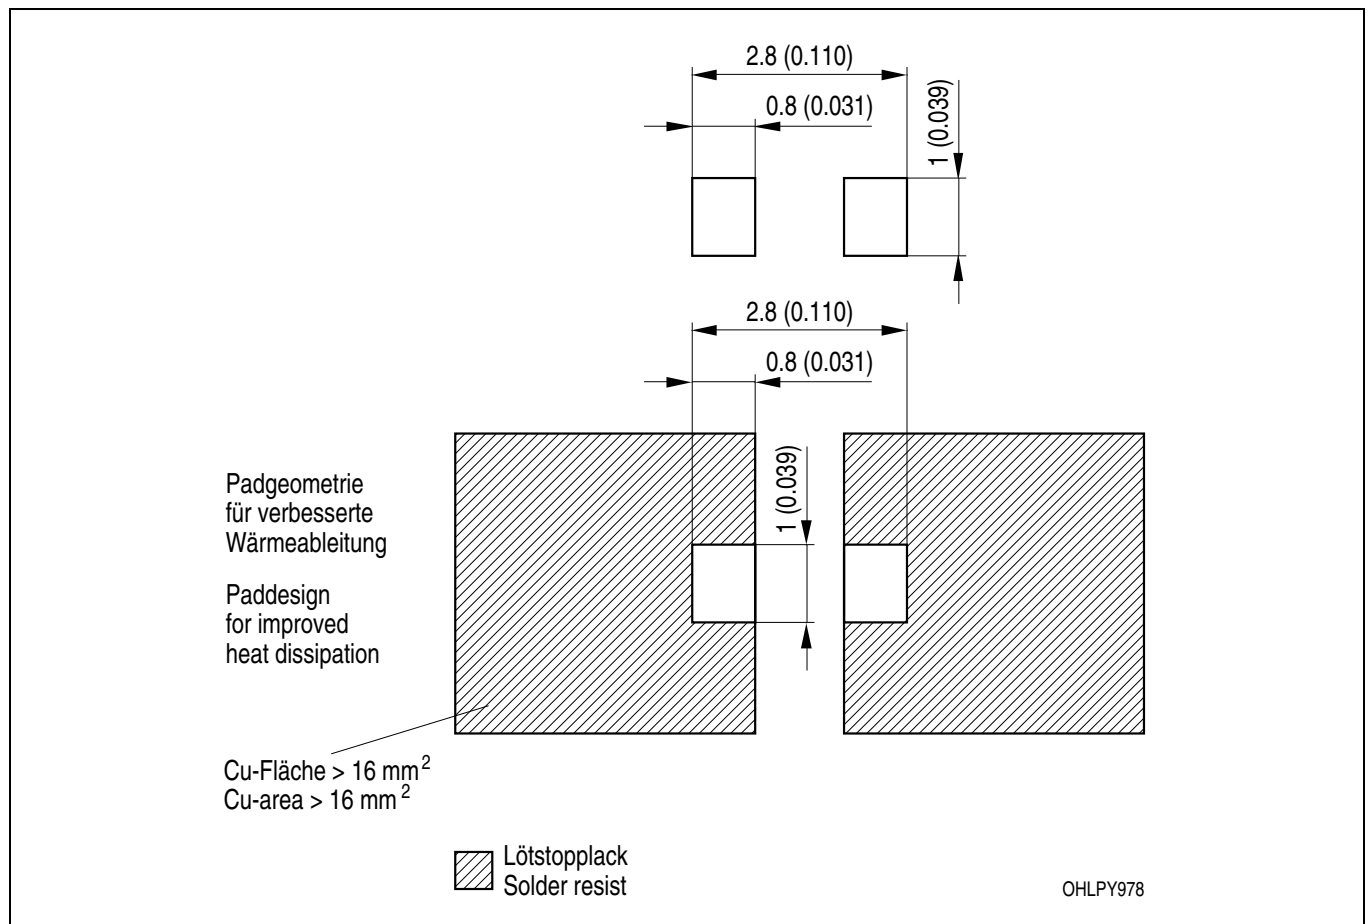 2.8 (0.110)
0.8 (0.031)
1 (0.039)
2.8 (0.110)
0.8 (0.031)
1 (0.039)
Padgeometrie
für verbesserte
Wärmeableitung
Paddesign
for improved
heat dissipation
Cu-Fläche > 16 mm²
Cu-area > 16 mm²
Lötstopplack
Solder resist
OHLPY978